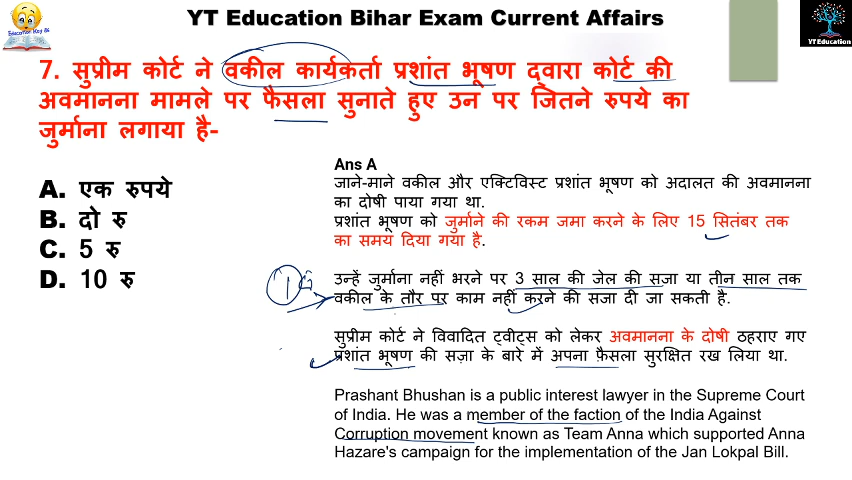 YT Education Bihar Exam Current Affairs
Education Key GS
YT Education
7. सुप्रीम कोर्ट ने वकील कार्यकर्ता प्रशांत भूषण द्वारा कोर्ट की
अवमानना मामले पर फैसला सुनाते हुए उन पर जितने रुपये का
जुर्माना लगाया है-
A. एक रुपये
B. दो रु
C. 5 रु
D. 10 रु
Ans A
जाने-माने वकील और एक्टिविस्ट प्रशांत भूषण को अदालत की अवमानना
का दोषी पाया गया था.
प्रशांत भूषण को जुर्माने की रकम जमा करने के लिए 15 सितंबर तक
का समय दिया गया है.
उन्हें जुर्माना नहीं भरने पर 3 साल की जेल की सजा या तीन साल तक
वकील के तौर पर काम नहीं करने की सजा दी जा सकती है.
सुप्रीम कोर्ट ने विवादित ट्वीट्स को लेकर अवमानना के दोषी ठहराए गए
प्रशांत भूषण की सज़ा के बारे में अपना फ़ैसला सुरक्षित रख लिया था.
Prashant Bhushan is a public interest lawyer in the Supreme Court
of India. He was a member of the faction of the India Against
Corruption movement known as Team Anna which supported Anna
Hazare's campaign for the implementation of the Jan Lokpal Bill.